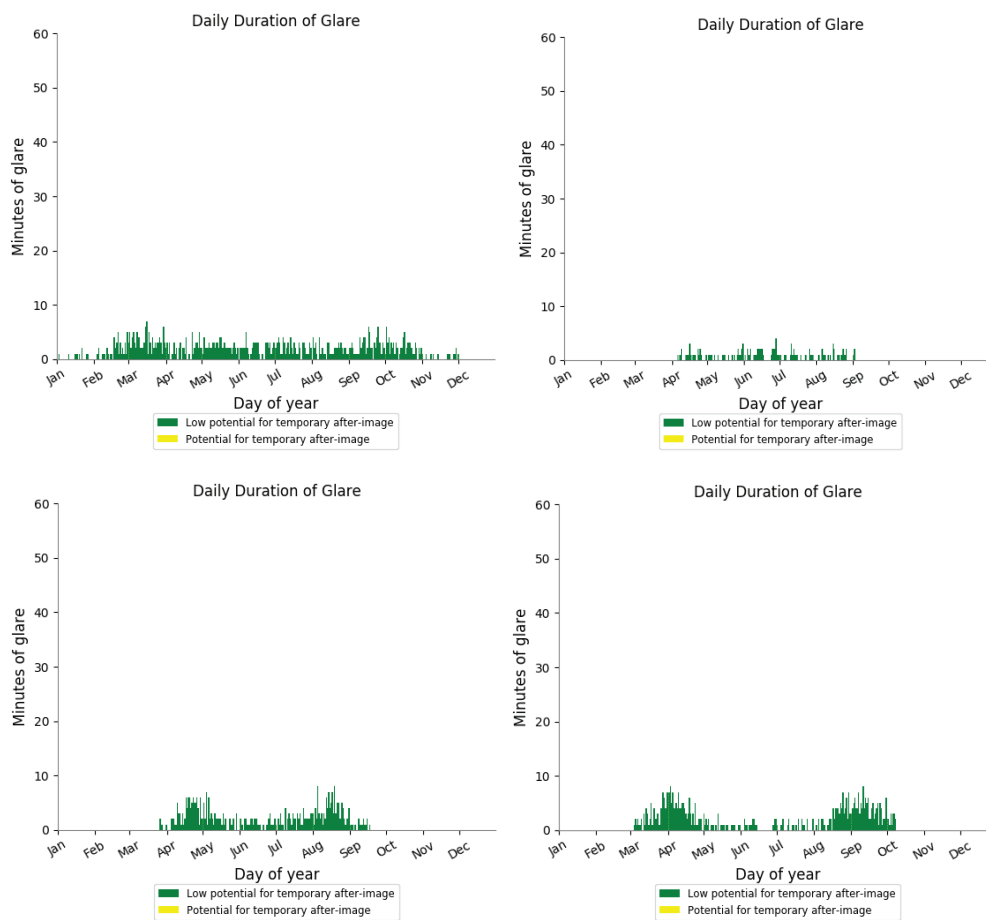 Daily Duration of Glare
60
50
40
30
20
10
0
Minutes of glare
Jan Feb Mar Apr May Jun Jul Aug Sep Oct Nov Dec
Day of year
Low potential for temporary after-image
Potential for temporary after-image
Daily Duration of Glare
60
50
40
30
20
10
0
Minutes of glare
Jan Feb Mar Apr May Jun Jul Aug Sep Oct Nov Dec
Day of year
Low potential for temporary after-image
Potential for temporary after-image
Daily Duration of Glare
60
50
40
30
20
10
0
Minutes of glare
Jan Feb Mar Apr May Jun Jul Aug Sep Oct Nov Dec
Day of year
Low potential for temporary after-image
Potential for temporary after-image
Daily Duration of Glare
60
50
40
30
20
10
0
Minutes of glare
Jan Feb Mar Apr May Jun Jul Aug Sep Oct Nov Dec
Day of year
Low potential for temporary after-image
Potential for temporary after-image